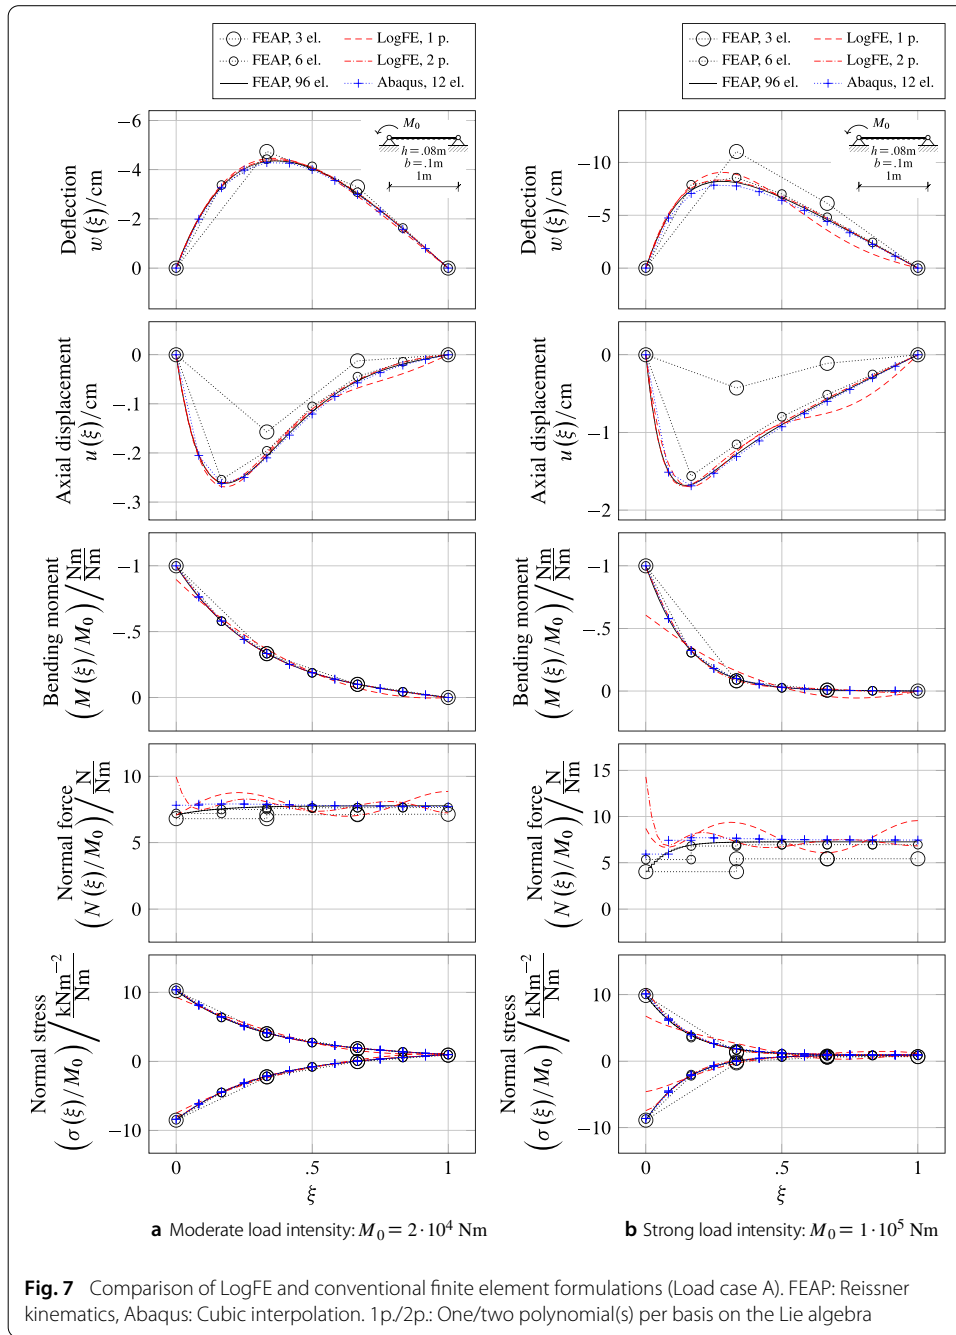 FEAP, 3 el. LogFE, 1 p.
FEAP, 6 el. LogFE, 2 p.
FEAP, 96 el. Abaqus, 12 el.
FEAP, 3 el. LogFE, 1 p.
FEAP, 6 el. LogFE, 2 p.
FEAP, 96 el. Abaqus, 12 el.
Deflection
w(ξ)/cm
−6
−4
−2
0
M0
h=.08m
b=.1m
1m
Deflection
w(ξ)/cm
−10
−5
0
M0
h=.08m
b=.1m
1m
Axial displacement
u(ξ)/cm
0
−.1
−.2
−.3
Axial displacement
u(ξ)/cm
0
−1
−2
Bending moment
(M(ξ)/M0)/Nm/Nm
−1
−.5
0
Bending moment
(M(ξ)/M0)/Nm/Nm
−1
−.5
0
Normal force
(N(ξ)/M0)/N/Nm
10
5
0
Normal force
(N(ξ)/M0)/N/Nm
15
10
5
0
Normal stress
(σ(ξ)/M0)/kNm−2/Nm
10
0
−10
0 .5 1
ξ
Normal stress
(σ(ξ)/M0)/kNm−2/Nm
10
0
−10
0 .5 1
ξ
a Moderate load intensity: M0 = 2·10⁴ Nm
b Strong load intensity: M0 = 1·10⁵ Nm
Fig. 7 Comparison of LogFE and conventional finite element formulations (Load case A). FEAP: Reissner
kinematics, Abaqus: Cubic interpolation. 1p./2p.: One/two polynomial(s) per basis on the Lie algebra